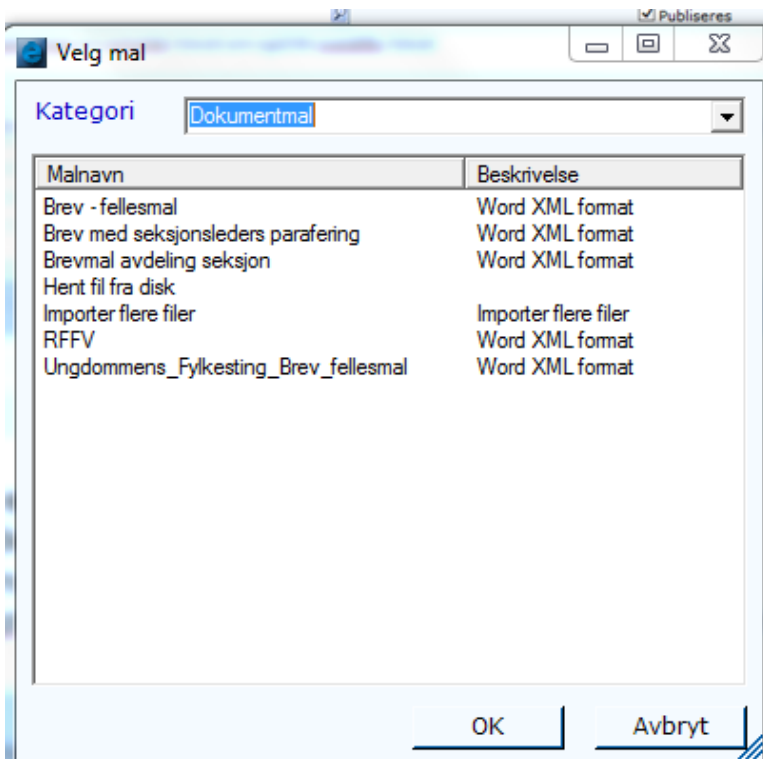 Publiseres
Velg mal
Kategori Dokumentmal
Malnavn Beskrivelse
Brev - fellesmal Word XML format
Brev med seksjonsleders parafering Word XML format
Brevmal avdeling seksjon Word XML format
Hent fil fra disk
Importer flere filer Importer flere filer
RFFV Word XML format
Ungdommens_Fylkesting_Brev_fellesmal Word XML format
OK Avbryt